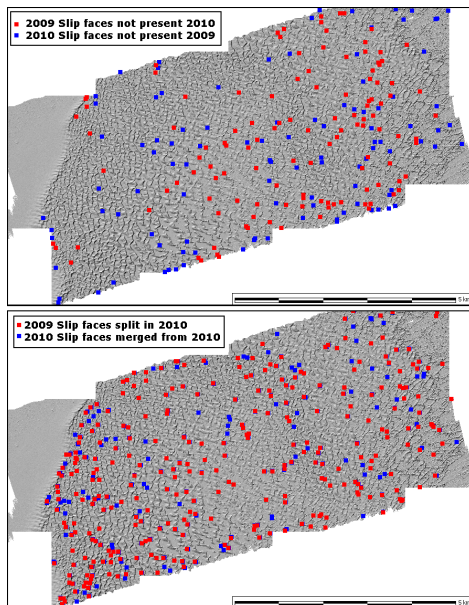 2009 Slip faces not present 2010
2010 Slip faces not present 2009
5 km
2009 Slip faces split in 2010
2010 Slip faces merged from 2010
5 km